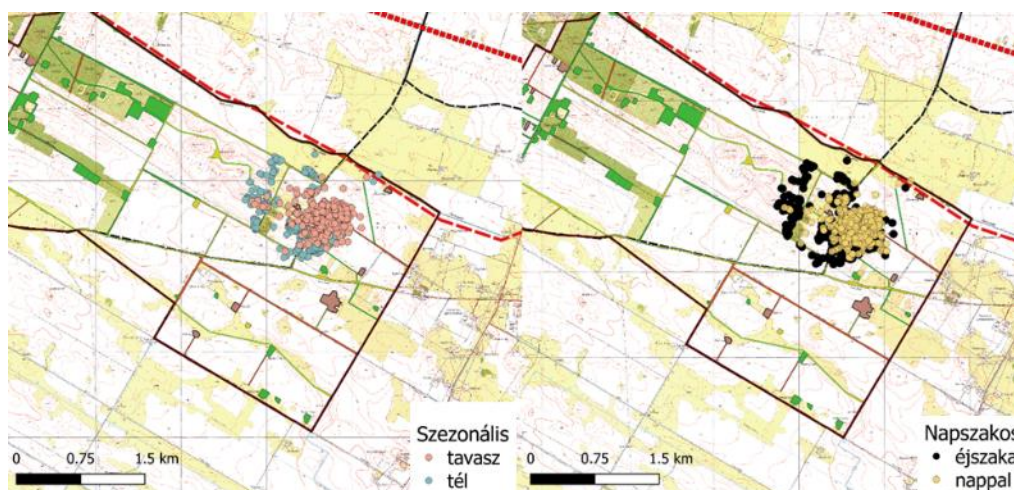 Szezonális
tavasz
tél
0 0.75 1.5 km
Napszakos
éjszaka
nappal
0 0.75 1.5 km